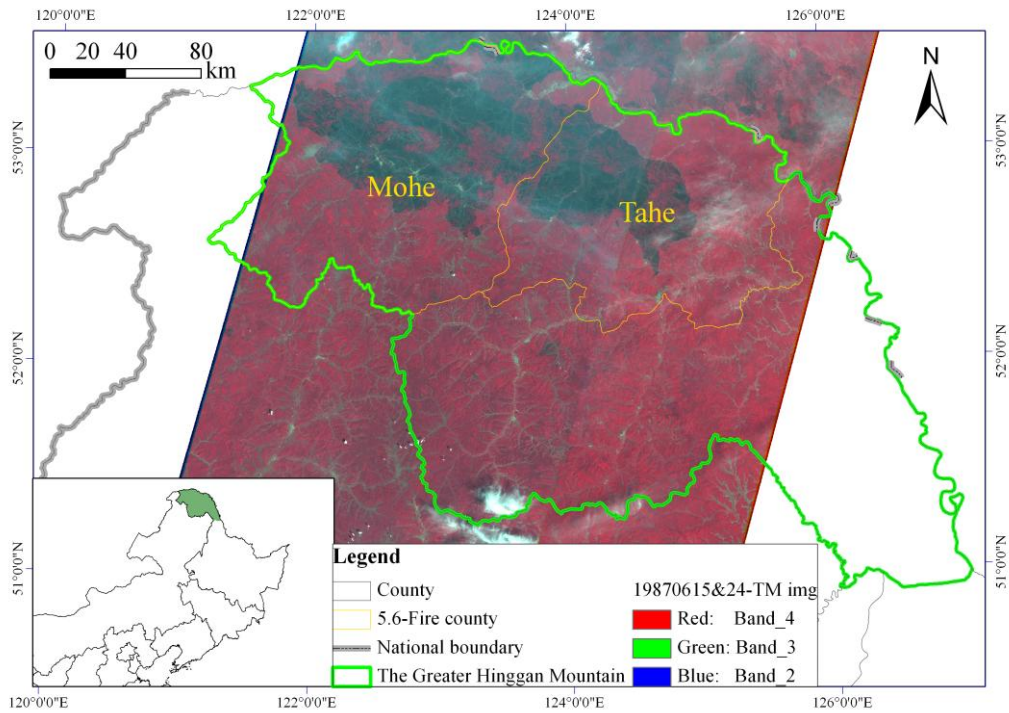 120°0'0"E 122°0'0"E 124°0'0"E 126°0'0"E
0 20 40 80
km
N
53°0'0"N
53°0'0"N
Mohe
Tahe
52°0'0"N
52°0'0"N
51°0'0"N
51°0'0"N
Legend
County
5.6-Fire county
National boundary
The Greater Hinggan Mountain
19870615&24-TM img
Red: Band_4
Green: Band_3
Blue: Band_2
120°0'0"E 122°0'0"E 124°0'0"E 126°0'0"E